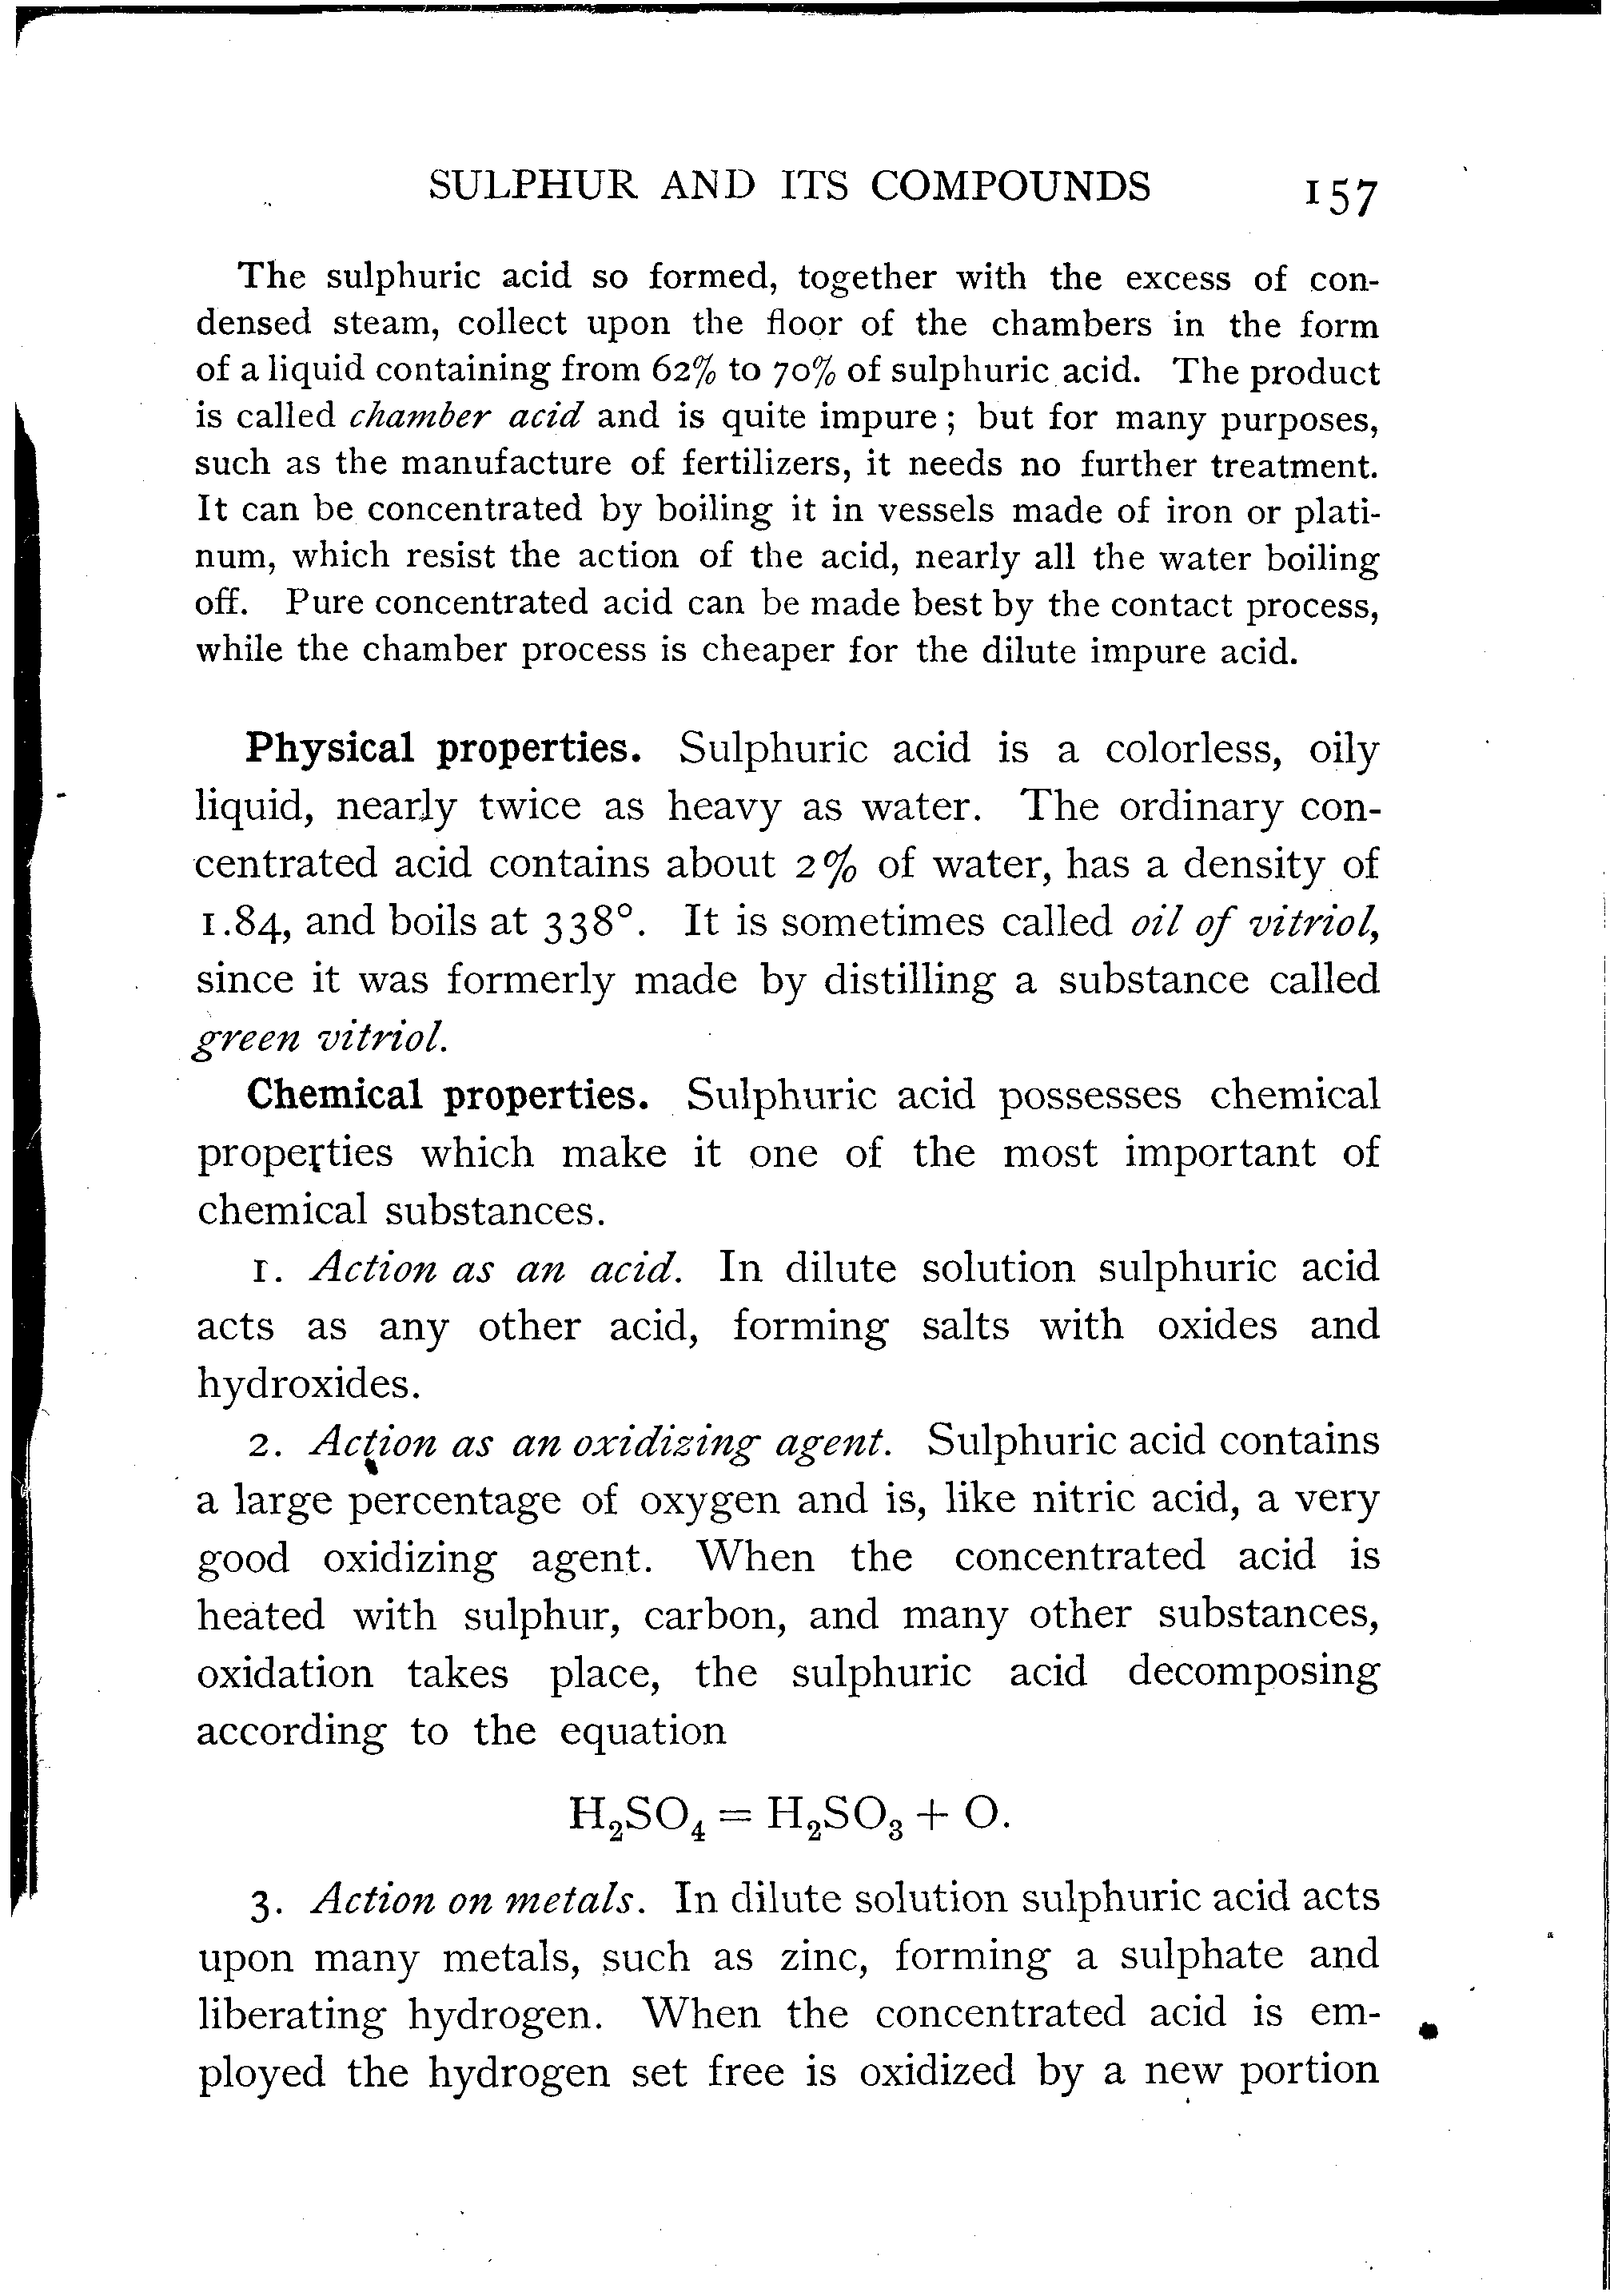 SULPHUR AND ITS COMPOUNDS 157
The sulphuric acid so formed, together with the excess of con-
densed steam, collect upon the floor of the chambers in the form
of a liquid containing from 62% to 70% of sulphuric acid. The product
is called chamber acid and is quite impure; but for many purposes,
such as the manufacture of fertilizers, it needs no further treatment.
It can be concentrated by boiling it in vessels made of iron or plati-
num, which resist the action of the acid, nearly all the water boiling
off. Pure concentrated acid can be made best by the contact process,
while the chamber process is cheaper for the dilute impure acid.
Physical properties. Sulphuric acid is a colorless, oily
liquid, nearly twice as heavy as water. The ordinary con-
centrated acid contains about 2% of water, has a density of
1.84, and boils at 338°. It is sometimes called oil of vitriol,
since it was formerly made by distilling a substance called
green vitriol.
Chemical properties. Sulphuric acid possesses chemical
properties which make it one of the most important of
chemical substances.
1. Action as an acid. In dilute solution sulphuric acid
acts as any other acid, forming salts with oxides and
hydroxides.
2. Action as an oxidizing agent. Sulphuric acid contains
a large percentage of oxygen and is, like nitric acid, a very
good oxidizing agent. When the concentrated acid is
heated with sulphur, carbon, and many other substances,
oxidation takes place, the sulphuric acid decomposing
according to the equation
H₂SO₄ = H₂SO₃ + O.
3. Action on metals. In dilute solution sulphuric acid acts
upon many metals, such as zinc, forming a sulphate and
liberating hydrogen. When the concentrated acid is em-
ployed the hydrogen set free is oxidized by a new portion